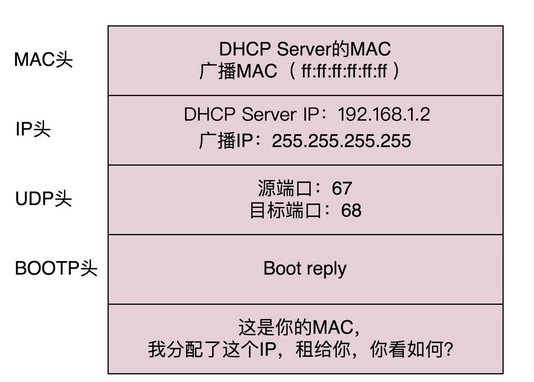 MAC头
DHCP Server的MAC
广播MAC（ff:ff:ff:ff:ff:ff）
IP头
DHCP Server IP：192.168.1.2
广播IP：255.255.255.255
UDP头
源端口：67
目标端口：68
BOOTP头
Boot reply
这是你的MAC，
我分配了这个IP，租给你，你看如何？